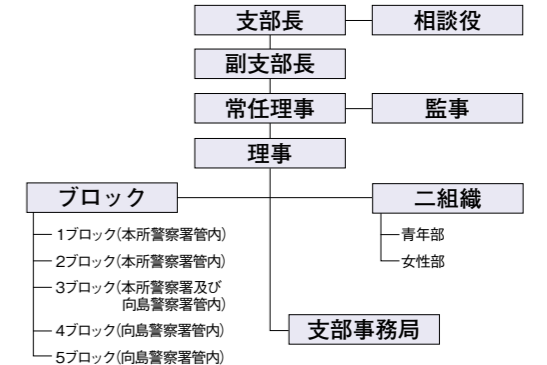 支部長
相談役
副支部長
常任理事
監事
理事
ブロック
二組織
1ブロック(本所警察署管内)
2ブロック(本所警察署管内)
3ブロック(本所警察署及び
向島警察署管内)
4ブロック(向島警察署管内)
5ブロック(向島警察署管内)
青年部
女性部
支部事務局